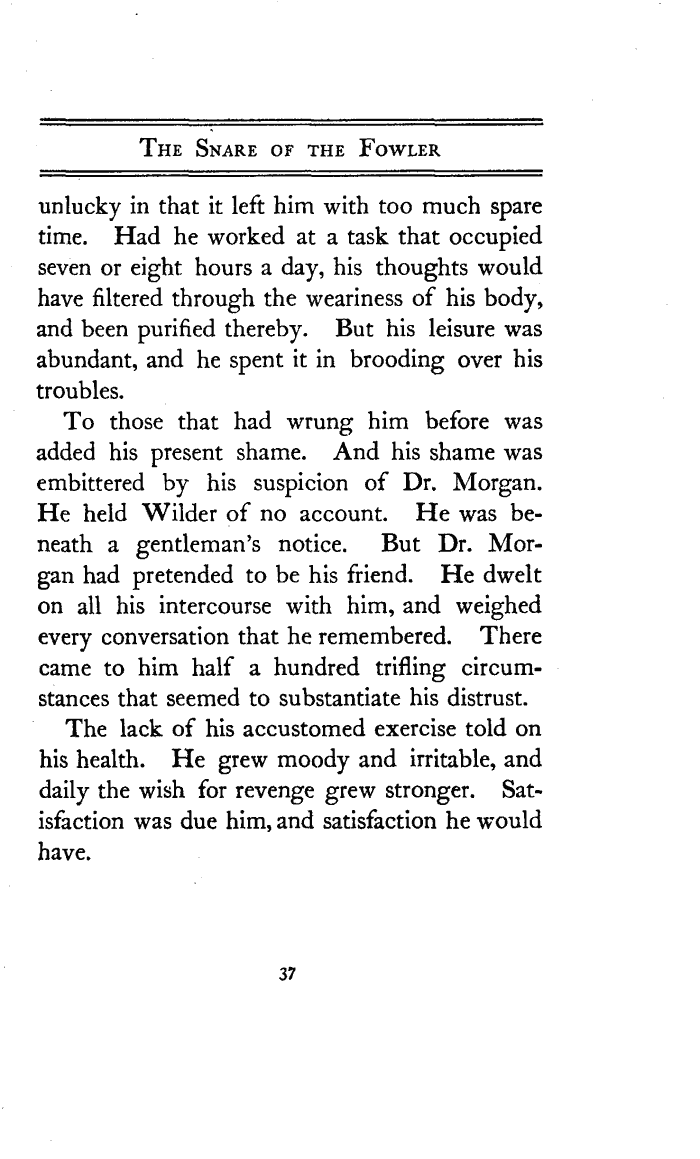 The Snare of the Fowler
unlucky in that it left him with too much spare
time. Had he worked at a task that occupied
seven or eight hours a day, his thoughts would
have filtered through the weariness of his body,
and been purified thereby. But his leisure was
abundant, and he spent it in brooding over his
troubles.
To those that had wrung him before was
added his present shame. And his shame was
embittered by his suspicion of Dr. Morgan.
He held Wilder of no account. He was be-
neath a gentleman's notice. But Dr. Mor-
gan had pretended to be his friend. He dwelt
on all his intercourse with him, and weighed
every conversation that he remembered. There
came to him half a hundred trifling circum-
stances that seemed to substantiate his distrust.
The lack of his accustomed exercise told on
his health. He grew moody and irritable, and
daily the wish for revenge grew stronger. Sat-
isfaction was due him, and satisfaction he would
have.
37